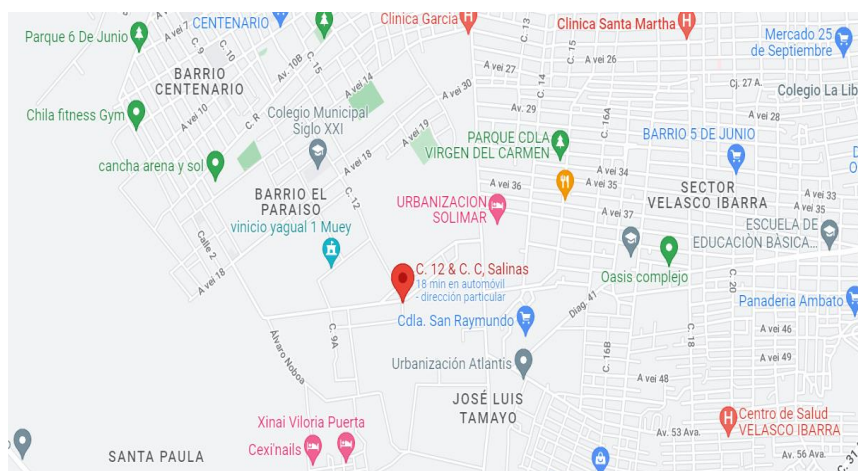 CENTENARIO
Clinica Garcia
Clinica Santa Martha
Parque 6 De Junio
A vei 7
C. 9
C. 10
Av. 10B
C. 15
C. 13
C. 15
C. 14
Mercado 25
de Septiembre
BARRIO
CENTENARIO
A vei 14
A vei 30
A vei 27
A vei 26
Cj. 27 A.
Colegio La Lib
Chila fitness Gym
A vei 10
C. R
Colegio Municipal
Siglo XXI
A vei 19
Av. 29
C. 16A
A vei 28
PARQUE CDLA
VIRGEN DEL CARMEN
BARRIO 5 DE JUNIO
cancha arena y sol
A vei 18
A vei 34
A vei 35
A vei 36
SECTOR
VELASCO IBARRA
A vei 33
A vei 35
BARRIO EL
PARAISO
C. 12
URBANIZACION
SOLIMAR
A vei 37
ESCUELA DE
EDUCACIÒN BÀSICA...
vinicio yagual 1 Muey
Calle 2
A vei 18
C. 12 & C. C, Salinas
18 min en automóvil
- dirección particular
Oasis complejo
C. 20
Diag. 41
Panaderia Ambato
Cdla. San Raymundo
C. 9A
Álvaro Noboa
C. 16B
C. 18
A vei 46
Urbanización Atlantis
A vei 49
A vei 48
JOSÉ LUIS
TAMAYO
Xinai Viloria Puerta
Cexi'nails
Centro de Salud
VELASCO IBARRA
Av. 53 Ava.
SANTA PAULA
Av. 56 Ava.
C. 31